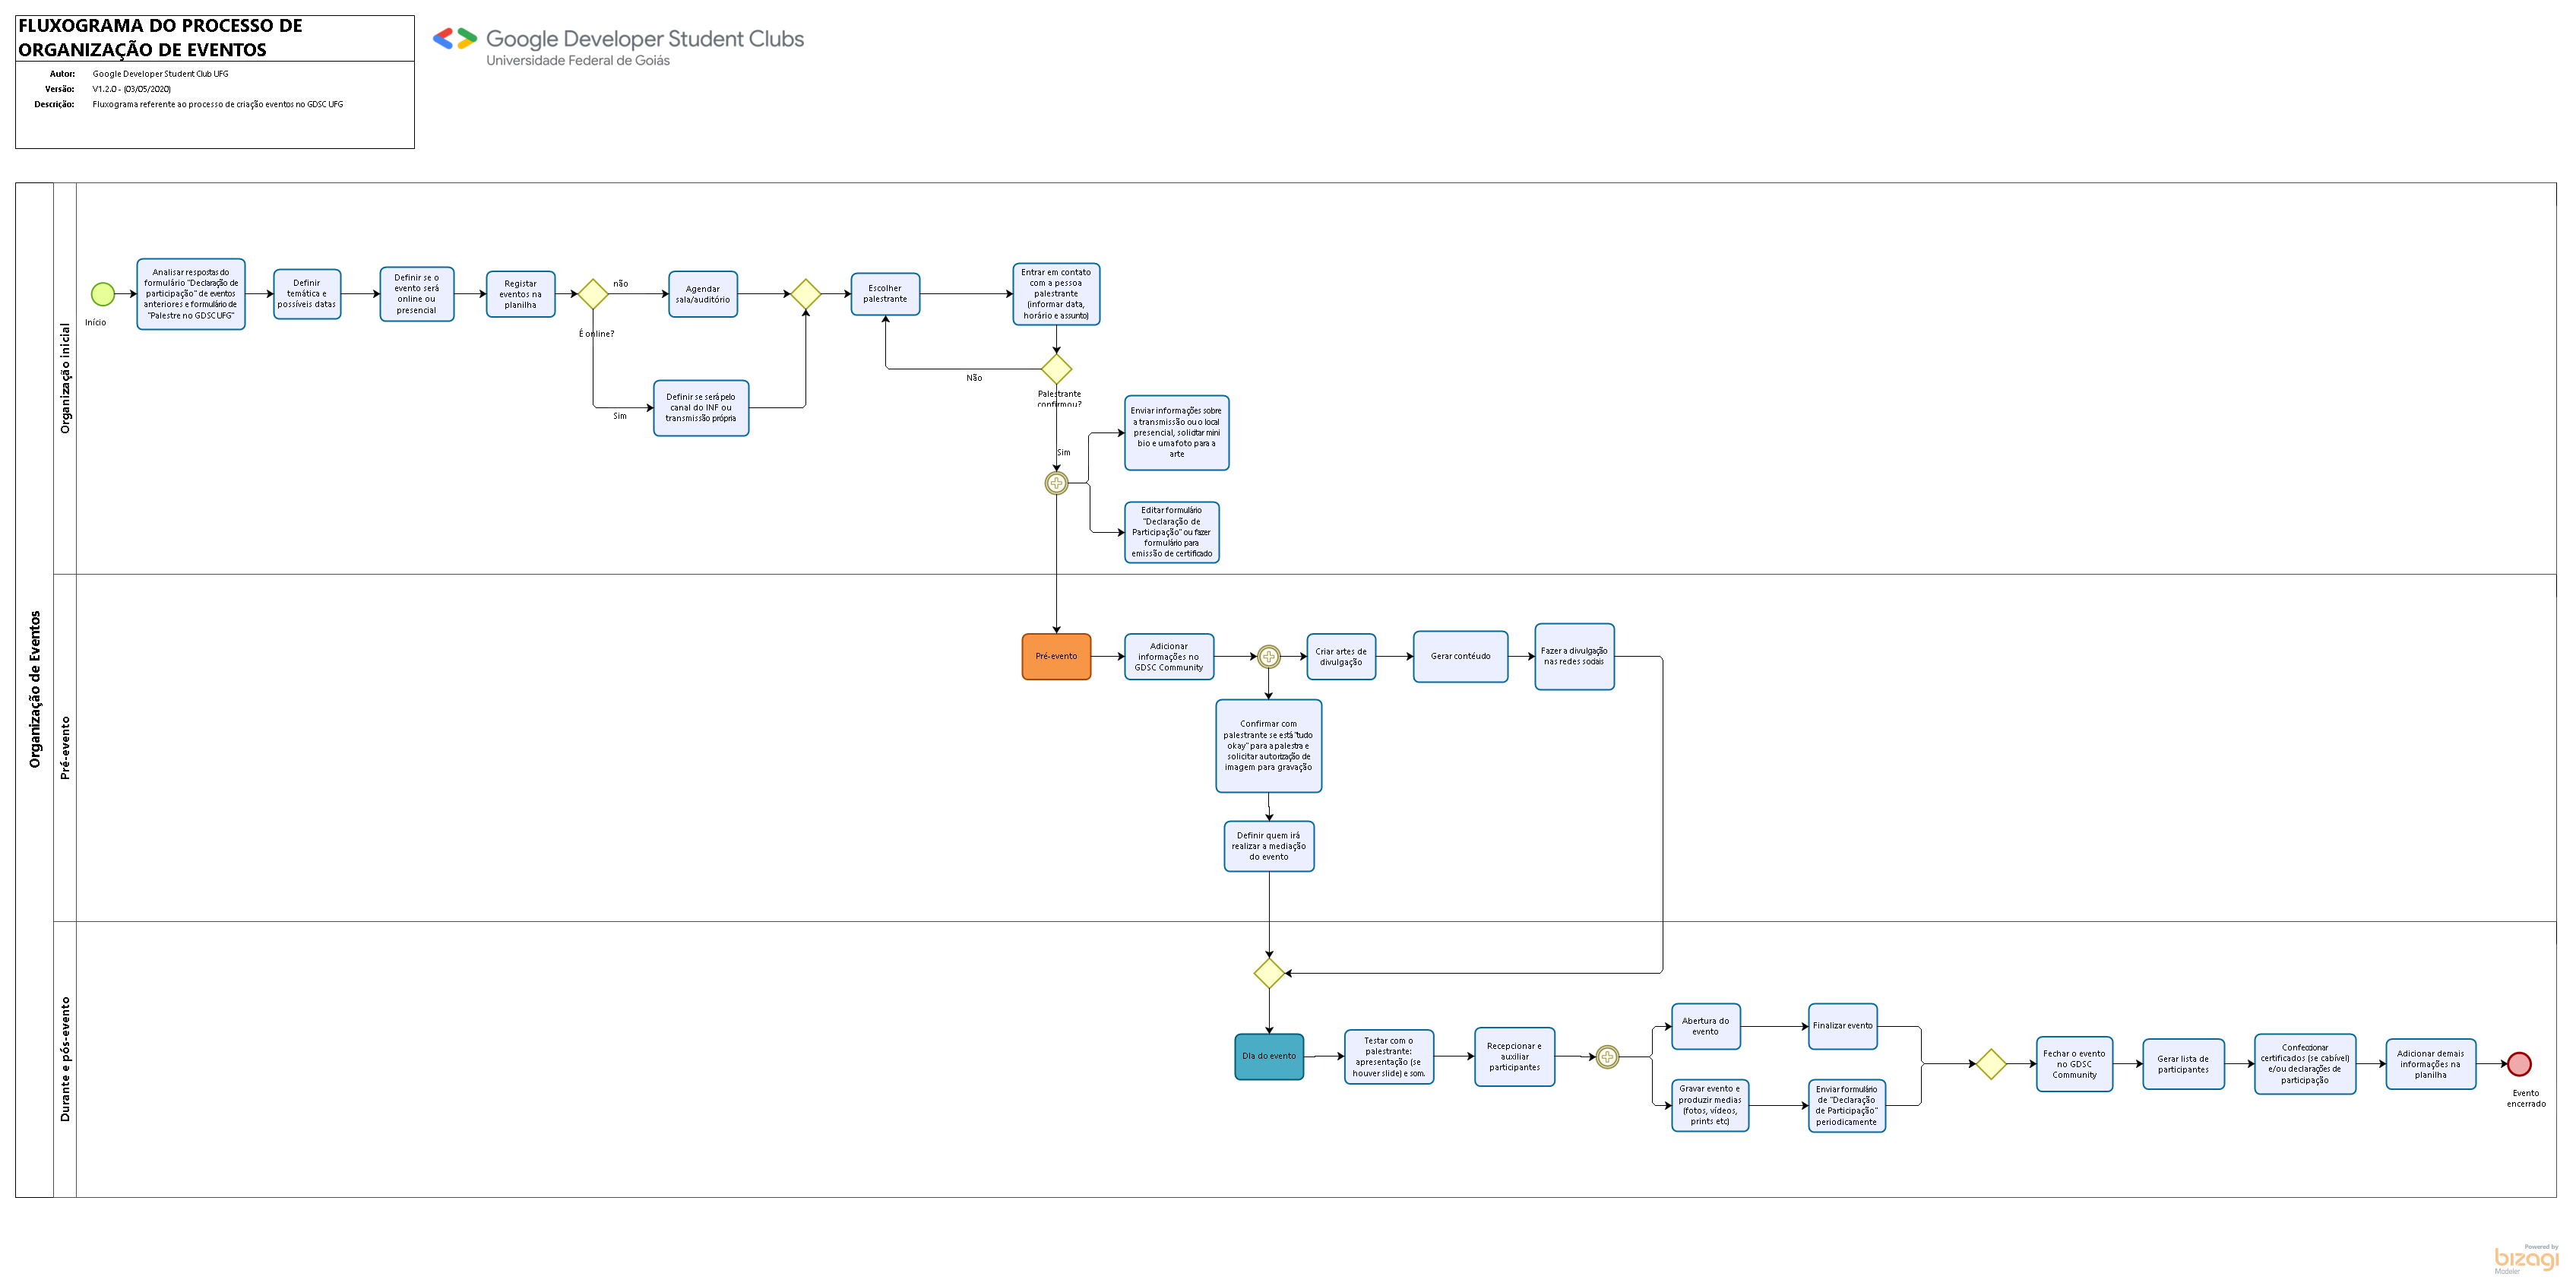 FLUXOGRAMA DO PROCESSO DE
ORGANIZAÇÃO DE EVENTOS
Autor: Google Developer Student Club UFG
Versão: V1.2.0 - (03/05/2020)
Descrição: Fluxograma referente ao processo de criação eventos no GDSC UFG
Google Developer Student Clubs
Universidade Federal de Goiás
Organização de Eventos
Organização inicial
Início
Analisar respostas do
formulário "Declaração de
participação" de eventos
anteriores e formulário de
"Palestre no GDSC UFG"
Definir
temática e
possíveis datas
Definir se o
evento será
online ou
presencial
Registar
eventos na
planilha
É online?
não
Agendar
sala/auditório
Sim
Definir se será pelo
canal do INF ou
transmissão própria
Escolher
palestrante
Entrar em contato
com a pessoa
palestrante
(informar data,
horário e assunto)
Palestrante
confirmou?
Não
Sim
Enviar informações sobre
a transmissão ou o local
presencial, solicitar mini
bio e uma foto para a
arte
Editar formulário
"Declaração de
Participação" ou fazer
formulário para
emissão de certificado
Pré-evento
Pré-evento
Adicionar
informações no
GDSC Community
Criar artes de
divulgação
Gerar contéudo
Fazer a divulgação
nas redes sociais
Confirmar com
palestrante se está "tudo
okay" para a palestra e
solicitar autorização de
imagem para gravação
Definir quem irá
realizar a mediação
do evento
Durante e pós-evento
DIa do evento
Testar com o
palestrante:
apresentação (se
houver slide) e som.
Recepcionar e
auxiliar
participantes
Abertura do
evento
Finalizar evento
Gravar evento e
produzir medias
(fotos, vídeos,
prints etc)
Enviar formulário
de "Declaração
de Participação"
periodicamente
Fechar o evento
no GDSC
Community
Gerar lista de
participantes
Confeccionar
certificados (se cabível)
e/ou declarações de
participação
Adicionar demais
informações na
planilha
Evento
encerrado
Powered by
bizagi
Modeler